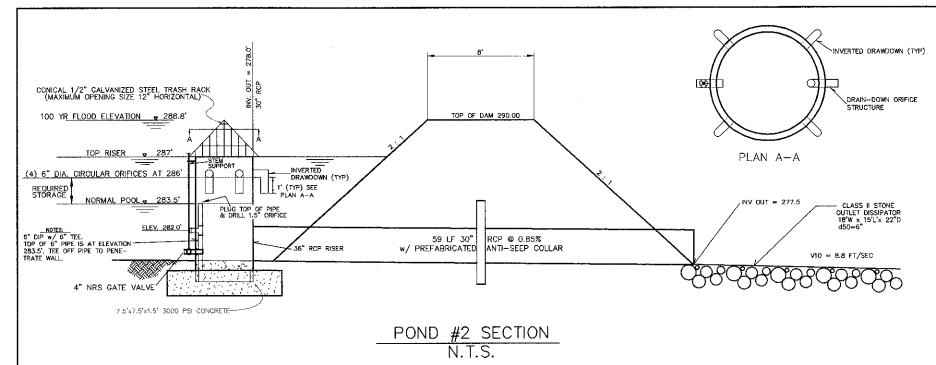 8'
INV. OUT = 278.0'
30" RCP
CONICAL 1/2" GALVANIZED STEEL TRASH RACK
(MAXIMUM OPENING SIZE 12" HORIZONTAL)
INVERTED DRAWDOWN (TYP)
DRAIN-DOWN ORIFICE
STRUCTURE
100 YR FLOOD ELEVATION 288.8'
A
A
TOP OF DAM 290.00
2:1
2:1
PLAN A-A
TOP RISER 287'
STEM
SUPPORT
(4) 6" DIA. CIRCULAR ORIFICES AT 286'
INVERTED
DRAWDOWN (TYP)
1' (TYP) SEE
PLAN A-A
REQUIRED
STORAGE
NORMAL POOL 283.5'
PLUG TOP OF PIPE
& DRILL 1.5" ORIFICE
INV OUT = 277.5
CLASS II STONE
OUTLET DISSIPATOR
18'W x 15'L'x 22"D
d50=6"
NOTES:
6" DIP w/ 6" TEE.
TOP OF 6" PIPE IS AT ELEVATION
283.5'. TEE OFF PIPE TO PENE-
TRATE WALL.
ELEV. 282.0'
36" RCP RISER
59 LF 30" RCP @ 0.85%
w/ PREFABRICATED ANTI-SEEP COLLAR
V10 = 8.8 FT/SEC
4" NRS GATE VALVE
7.5'x7.5'x1.5' 3000 PSI CONCRETE
POND #2 SECTION
N.T.S.